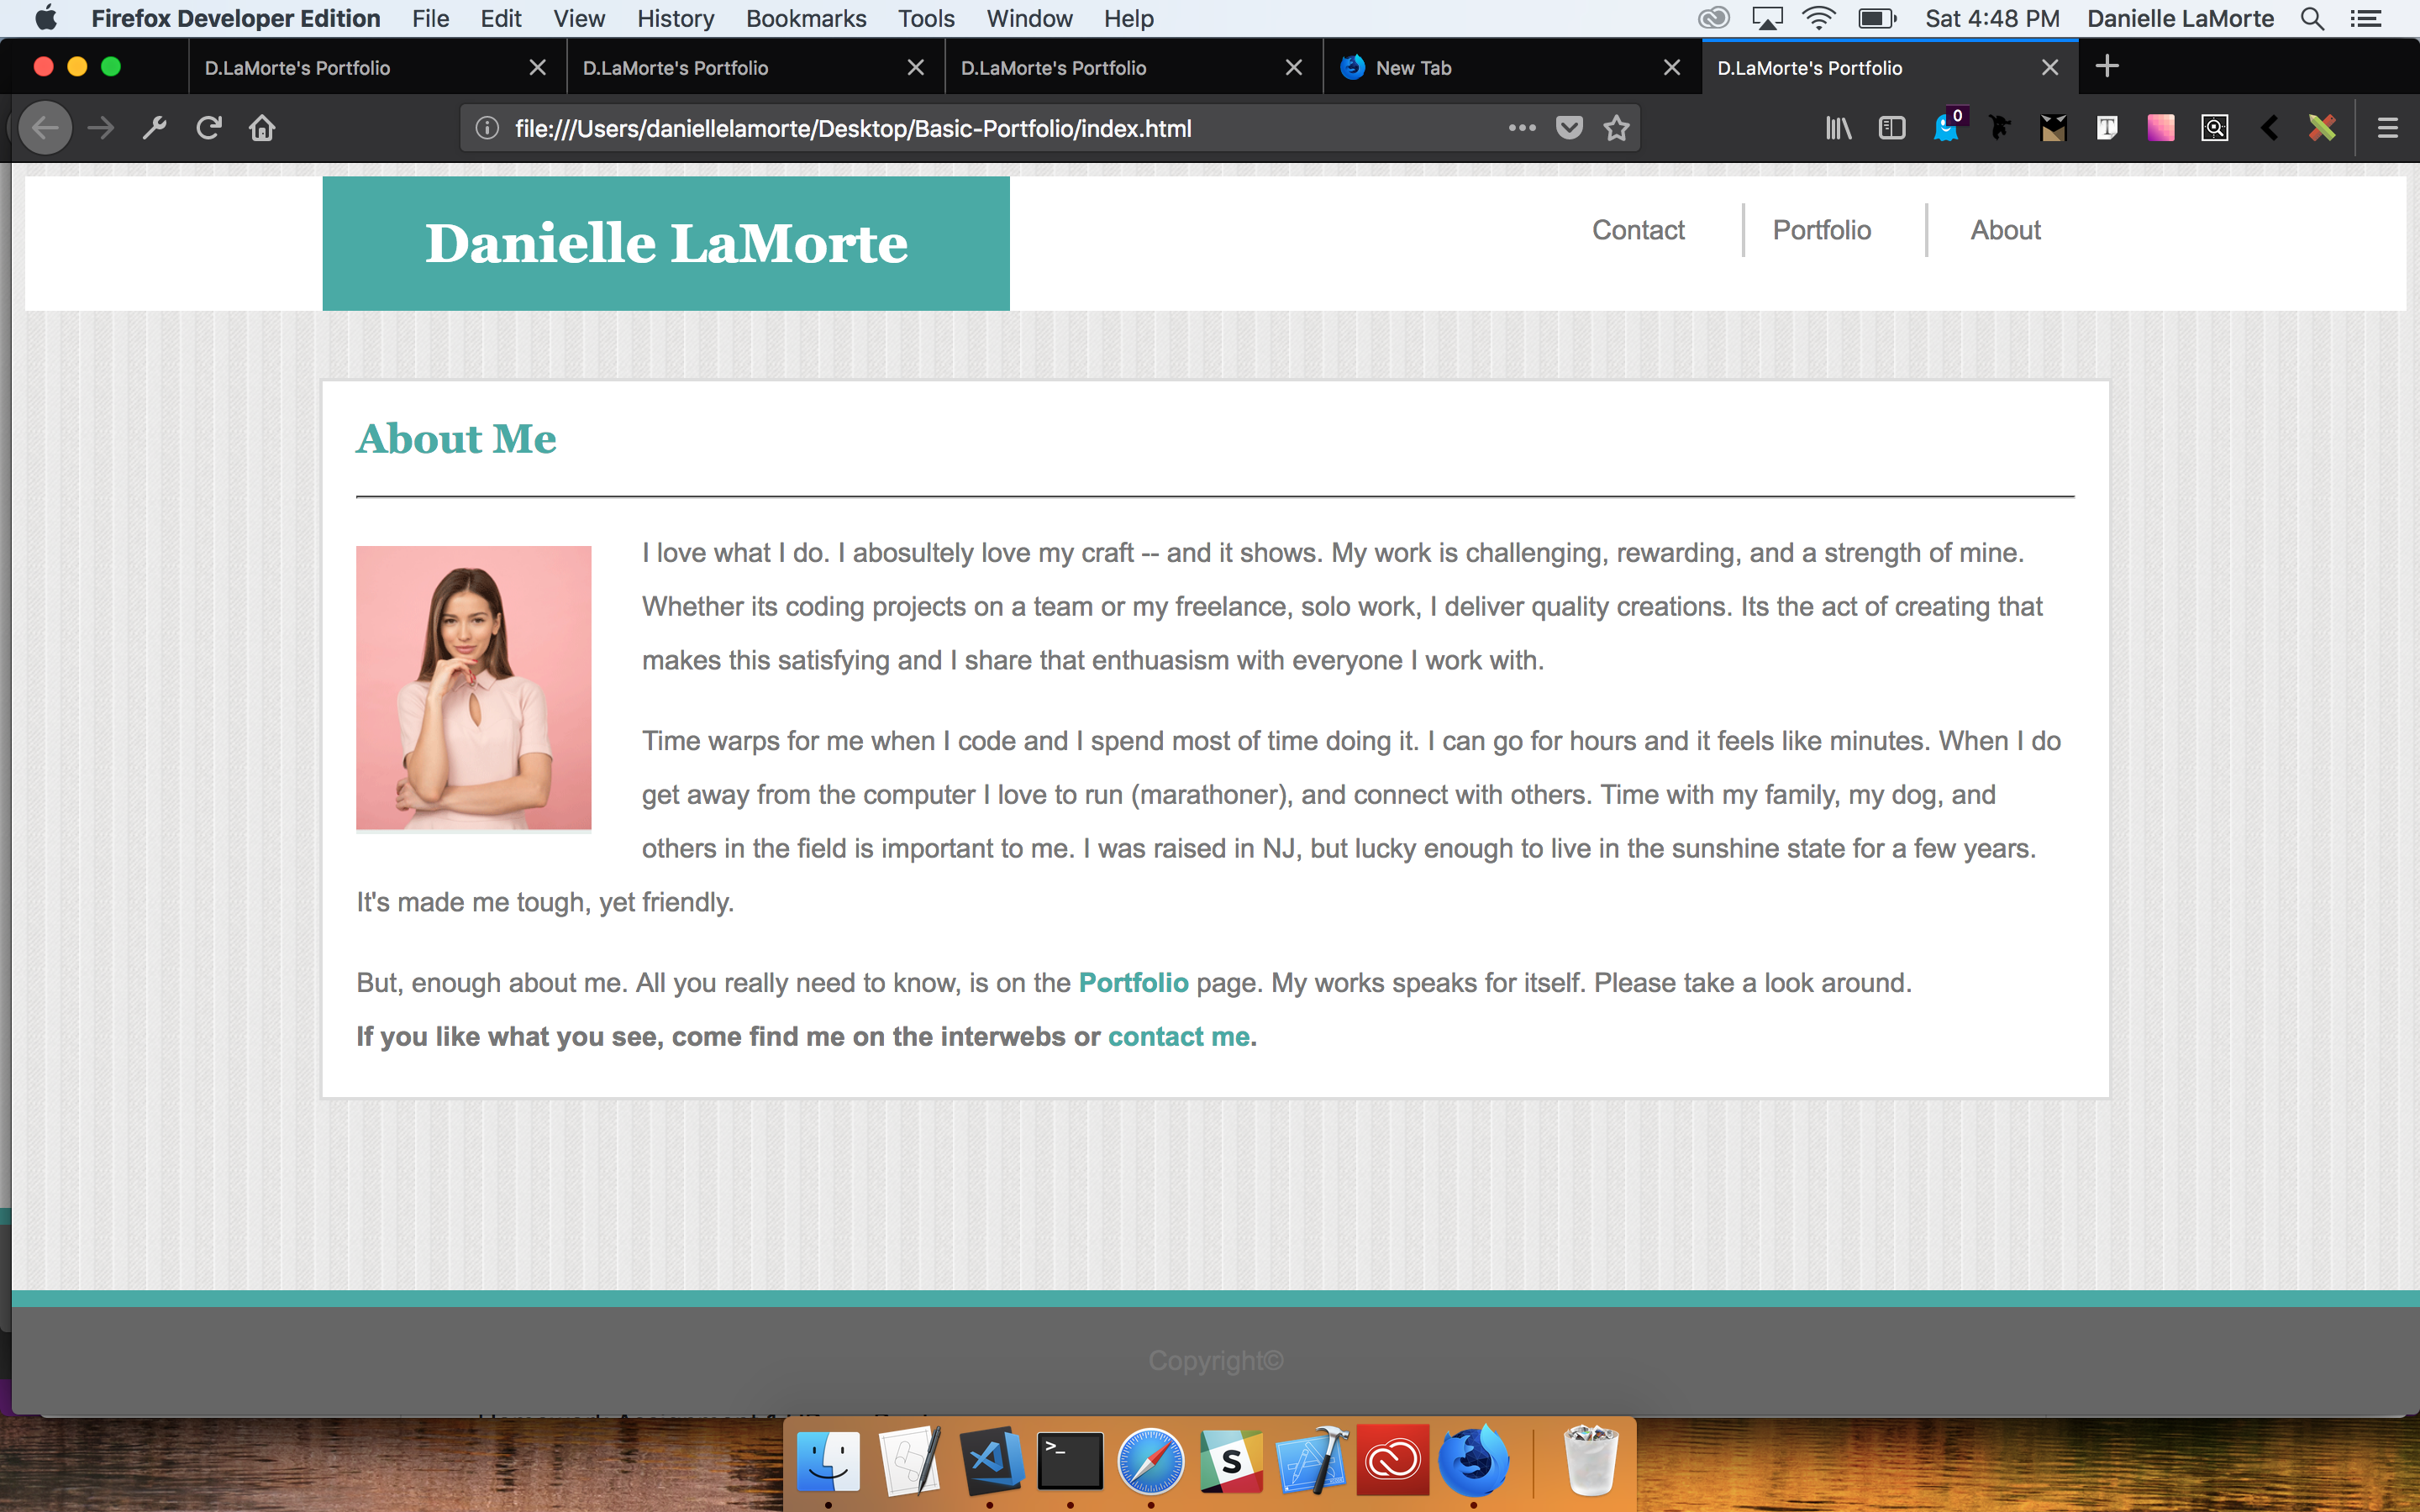 Firefox Developer Edition File Edit View History Bookmarks Tools Window Help Sat 4:48 PM Danielle LaMorte
D.LaMorte's Portfolio D.LaMorte's Portfolio D.LaMorte's Portfolio New Tab D.LaMorte's Portfolio
file:///Users/daniellelamorte/Desktop/Basic-Portfolio/index.html 0 T
Danielle LaMorte
Contact Portfolio About
About Me
I love what I do. I abosultely love my craft -- and it shows. My work is challenging, rewarding, and a strength of mine.
Whether its coding projects on a team or my freelance, solo work, I deliver quality creations. Its the act of creating that
makes this satisfying and I share that enthuasism with everyone I work with.
Time warps for me when I code and I spend most of time doing it. I can go for hours and it feels like minutes. When I do
get away from the computer I love to run (marathoner), and connect with others. Time with my family, my dog, and
others in the field is important to me. I was raised in NJ, but lucky enough to live in the sunshine state for a few years.
It's made me tough, yet friendly.
But, enough about me. All you really need to know, is on the Portfolio page. My works speaks for itself. Please take a look around.
If you like what you see, come find me on the interwebs or contact me.
Copyright©
>_ S